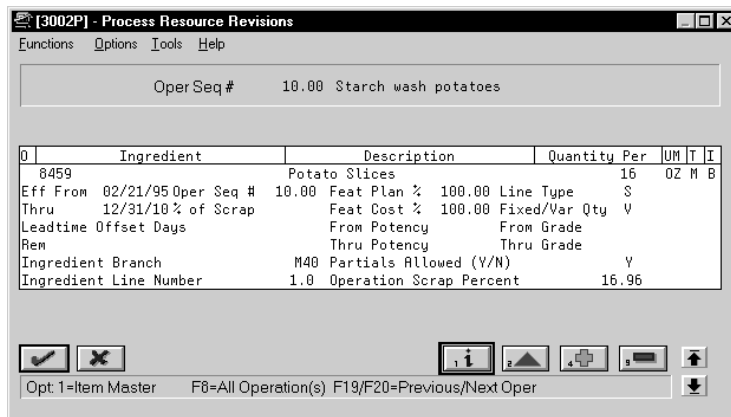 [3002P] - Process Resource Revisions
Functions Options Tools Help
Oper Seq # 10.00 Starch wash potatoes
O Ingredient Description Quantity Per UM T I
8459 Potato Slices 16 OZ M B
Eff From 02/21/95 Oper Seq # 10.00 Feat Plan % 100.00 Line Type S
Thru 12/31/10 % of Scrap Feat Cost % 100.00 Fixed/Var Qty V
Leadtime Offset Days From Potency From Grade
Rem Thru Potency Thru Grade
Ingredient Branch M40 Partials Allowed (Y/N) Y
Ingredient Line Number 1.0 Operation Scrap Percent 16.96
1 i 2 4 9
Opt: 1=Item Master F8=All Operation(s) F19/F20=Previous/Next Oper